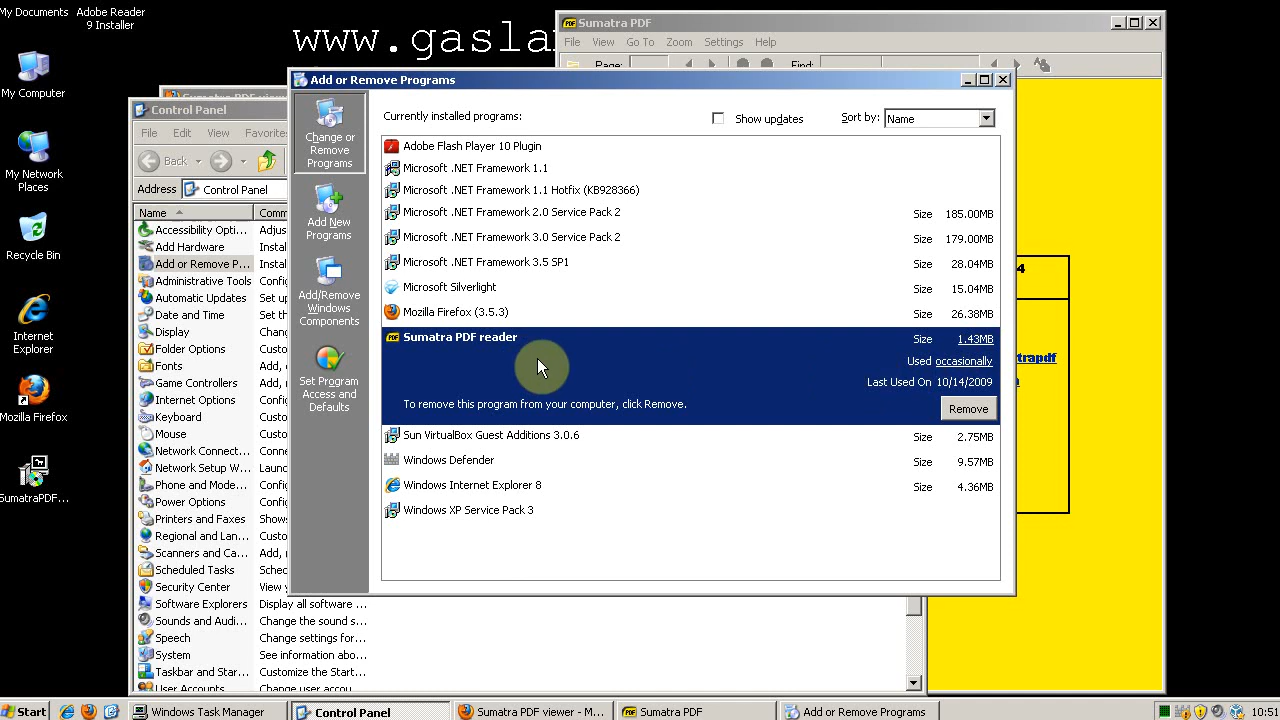 My Documents
Adobe Reader
9 Installer
My Computer
My Network
Places
Recycle Bin
Internet
Explorer
Mozilla Firefox
SumatraPDF...
www.gasla
Sumatra PDF
File View Go To Zoom Settings Help
Page: Find:
4
trapdf
Control Panel
File Edit View Favorites
Back
Address Control Panel
Name Comm
Accessibility Opti... Adjus
Add Hardware Instal
Add or Remove P... Instal
Administrative Tools Config
Automatic Updates Set up
Date and Time Set th
Display Chang
Folder Options Custo
Fonts Add,
Game Controllers Add,
Internet Options Config
Keyboard Custo
Mouse Custo
Network Connect... Conne
Network Setup W... Launc
Phone and Mode... Config
Power Options Config
Printers and Faxes Shows
Regional and Lan... Custo
Scanners and Ca... Add,
Scheduled Tasks Sched
Security Center View y
Software Explorers Display all software ...
Sounds and Audi... Change the sound s...
Speech Change settings for...
System See information abo...
Taskbar and Star... Customize the Start...
User Accounts Change user accou
Add or Remove Programs
Change or
Remove
Programs
Add New
Programs
Add/Remove
Windows
Components
Set Program
Access and
Defaults
Currently installed programs: Show updates Sort by: Name
Adobe Flash Player 10 Plugin
Microsoft .NET Framework 1.1
Microsoft .NET Framework 1.1 Hotfix (KB928366)
Microsoft .NET Framework 2.0 Service Pack 2 Size 185.00MB
Microsoft .NET Framework 3.0 Service Pack 2 Size 179.00MB
Microsoft .NET Framework 3.5 SP1 Size 28.04MB
Microsoft Silverlight Size 15.04MB
Mozilla Firefox (3.5.3) Size 26.38MB
Sumatra PDF reader Size 1.43MB
Used occasionally
Last Used On 10/14/2009
To remove this program from your computer, click Remove. Remove
Sun VirtualBox Guest Additions 3.0.6 Size 2.75MB
Windows Defender Size 9.57MB
Windows Internet Explorer 8 Size 4.36MB
Windows XP Service Pack 3
Start Windows Task Manager Control Panel Sumatra PDF viewer - M... Sumatra PDF Add or Remove Programs 10:51